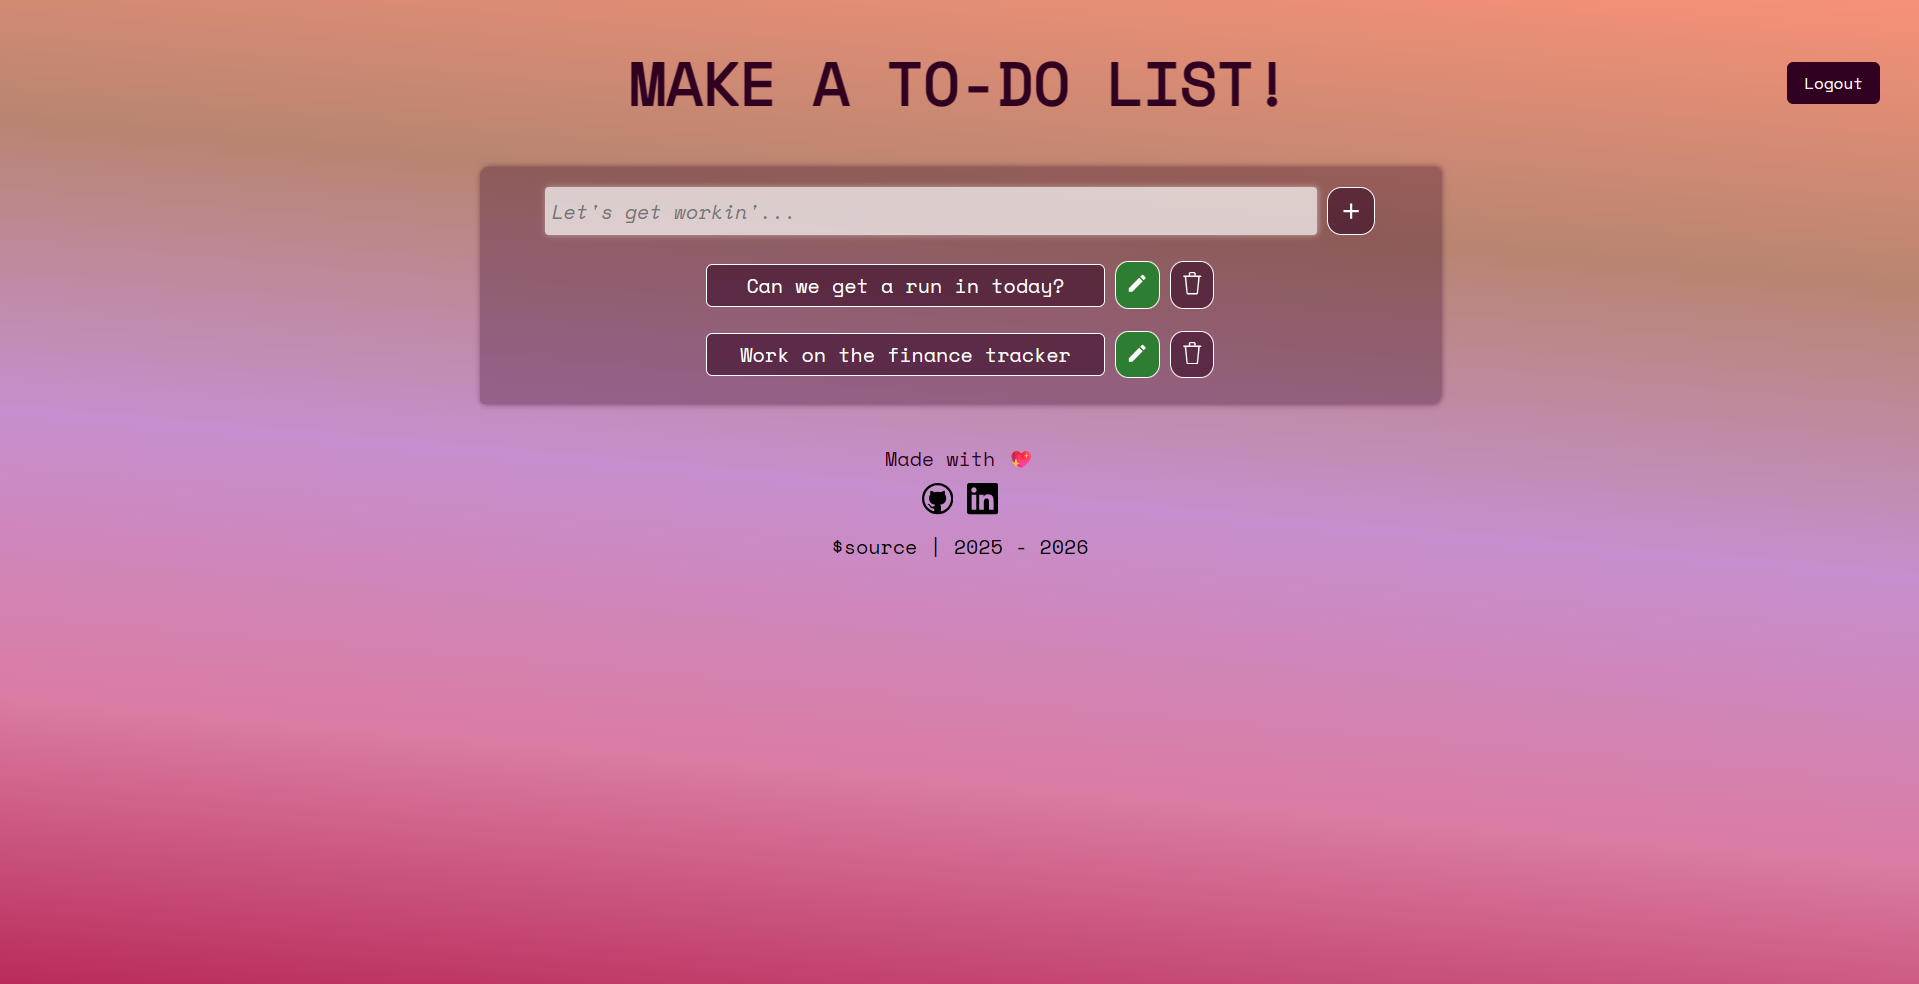 MAKE A TO-DO LIST!
Logout
Let's get workin'...
Can we get a run in today?
Work on the finance tracker
Made with 💖
in
$source | 2025 - 2026